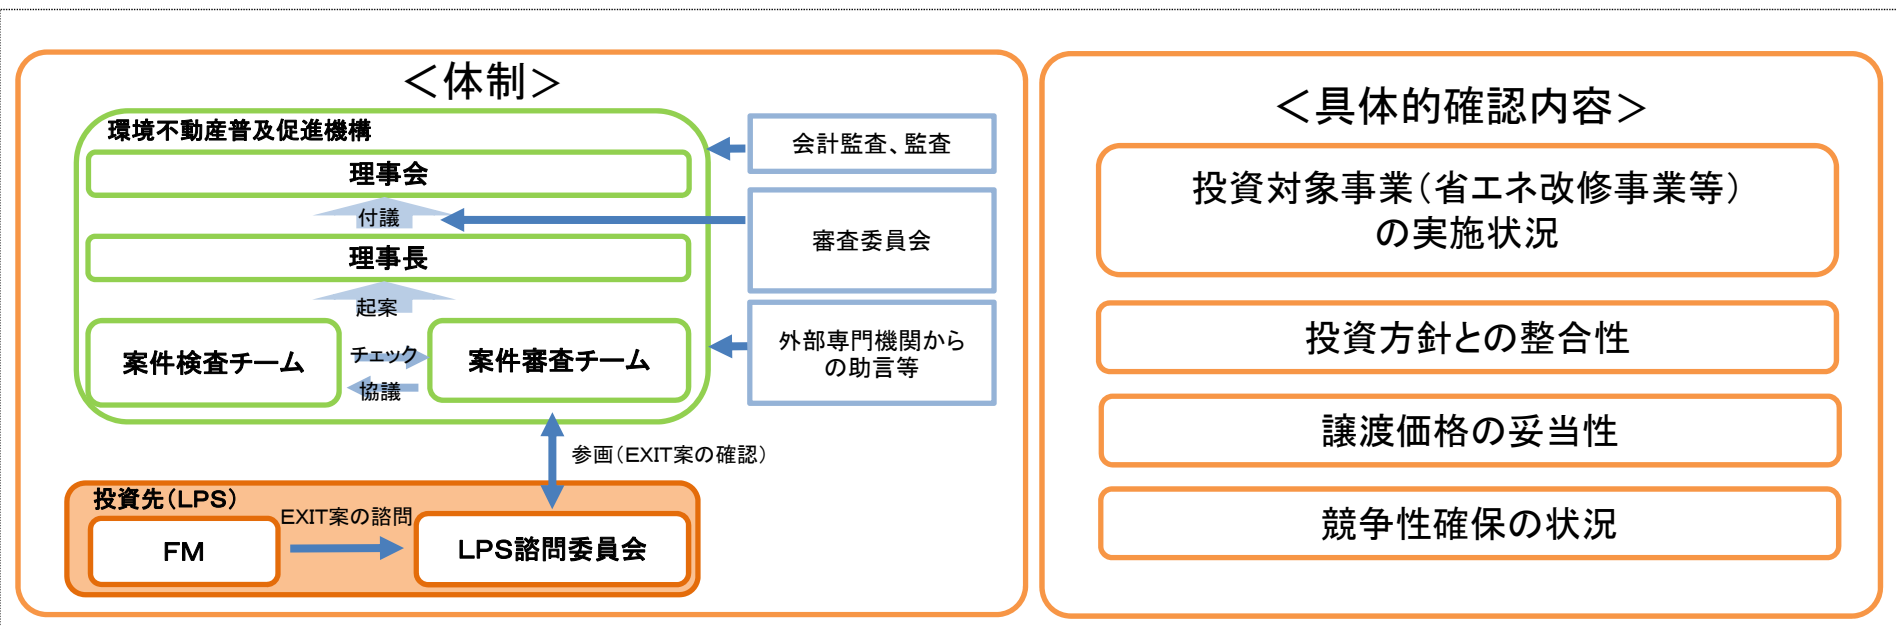 ＜体制＞
環境不動産普及促進機構
理事会
付議
理事長
起案
案件検査チーム
チェック
協議
案件審査チーム
会計監査、監査
審査委員会
外部専門機関から
の助言等
参画（EXIT案の確認）
投資先（LPS）
FM
EXIT案の諮問
LPS諮問委員会
＜具体的確認内容＞
投資対象事業（省エネ改修事業等）
の実施状況
投資方針との整合性
譲渡価格の妥当性
競争性確保の状況